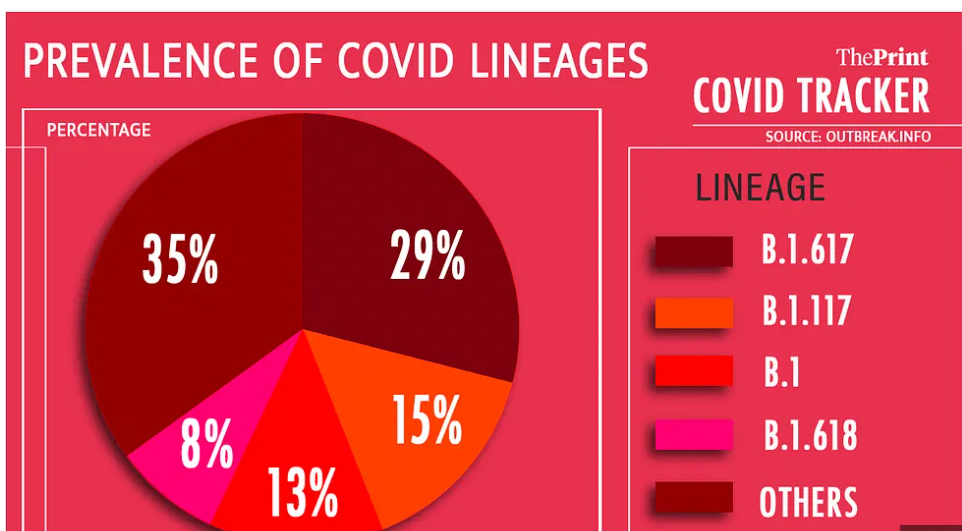 PREVALENCE OF COVID LINEAGES
ThePrint
COVID TRACKER
SOURCE: OUTBREAK.INFO
PERCENTAGE
35%
29%
15%
8%
13%
LINEAGE
B.1.617
B.1.117
B.1
B.1.618
OTHERS